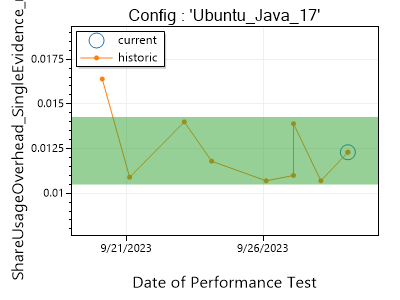 Config : 'Ubuntu_Java_17'
current
historic
0.0175
0.015
0.0125
0.01
9/21/2023
9/26/2023
Date of Performance Test
ShareUsageOverhead_SingleEvidence_